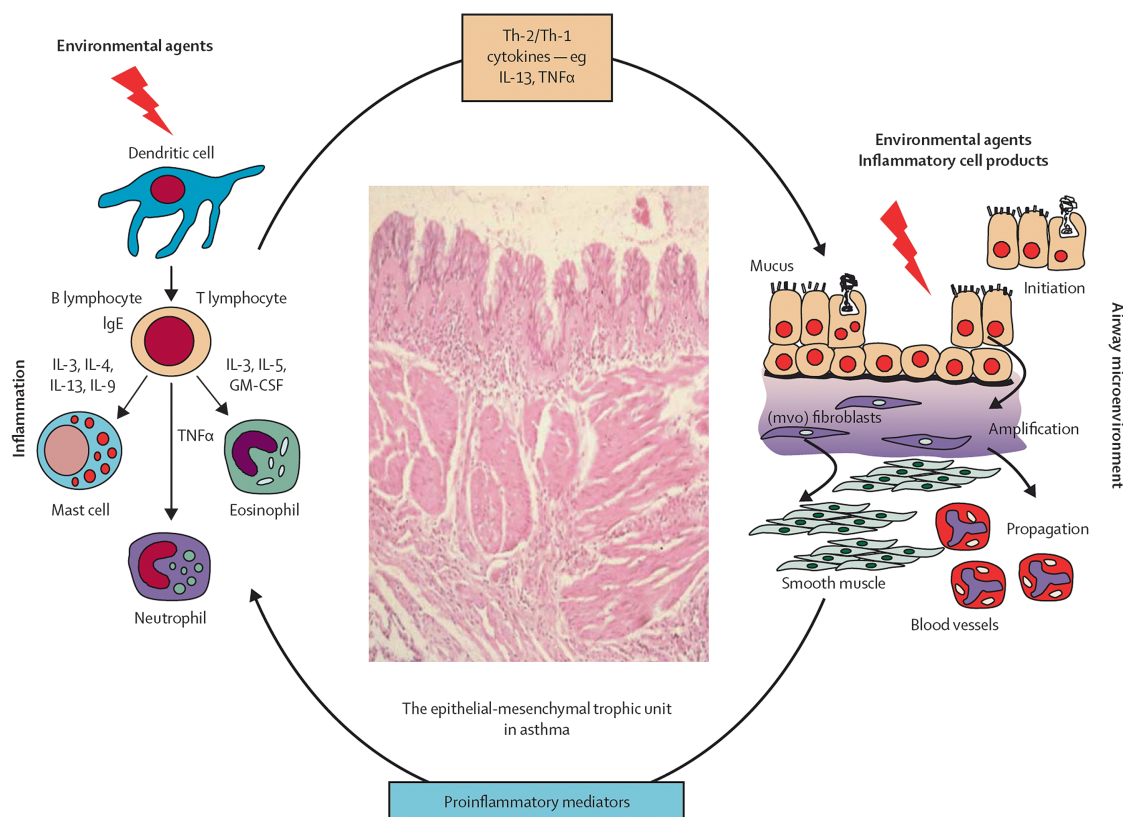 Environmental agents
Dendritic cell
B lymphocyte
T lymphocyte
IgE
IL-3, IL-4,
IL-13, IL-9
IL-3, IL-5,
GM-CSF
Inflammation
TNFα
Mast cell
Eosinophil
Neutrophil
Th-2/Th-1
cytokines — eg
IL-13, TNFα
The epithelial-mesenchymal trophic unit
in asthma
Proinflammatory mediators
Environmental agents
Inflammatory cell products
Mucus
Initiation
Airway microenvironment
(mvo) fibroblasts
Amplification
Propagation
Smooth muscle
Blood vessels